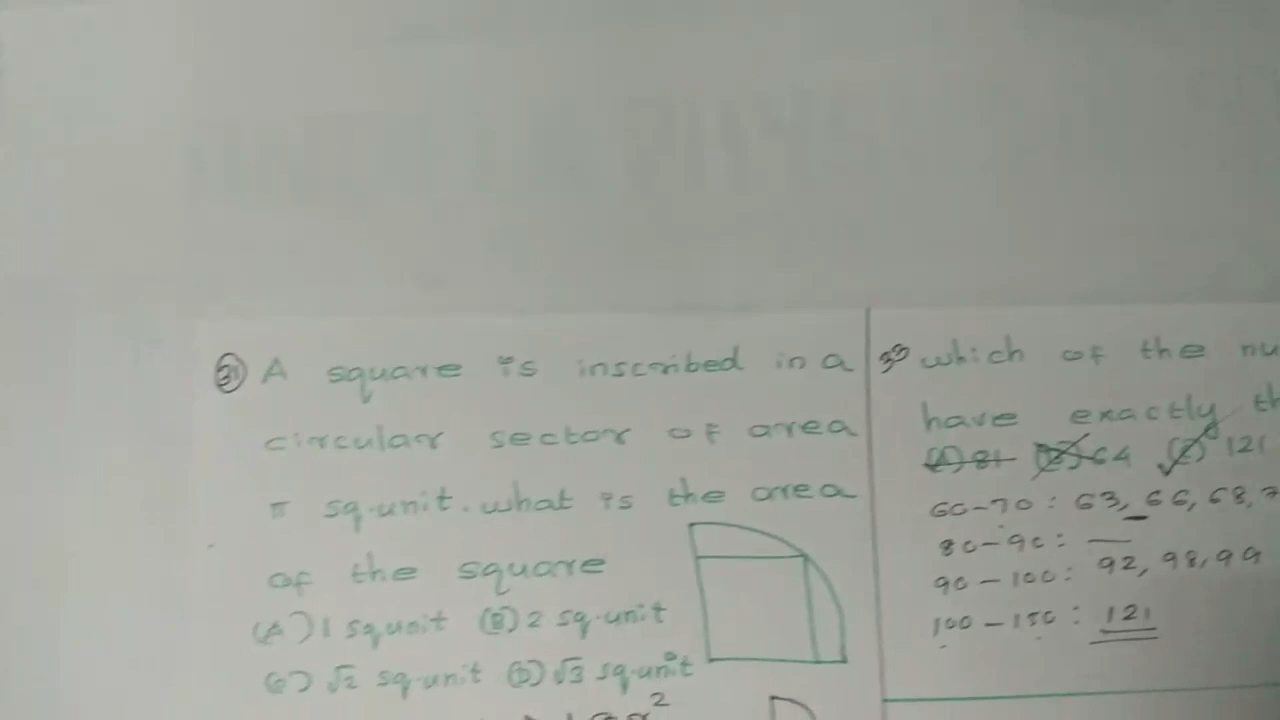 31 A square is inscribed in a
circular sector of area
π sq.unit. what is the area
of the square
(A) 1 sq unit (B) 2 sq.unit
(C) √2 sq.unit (D) √3 sq.unit
which of the
have exactly
(A) 81 (B) 64 (C) 121
60-70 : 63, 66, 68,
80-90 :
90-100 : 92, 98, 99
100-150 : 121